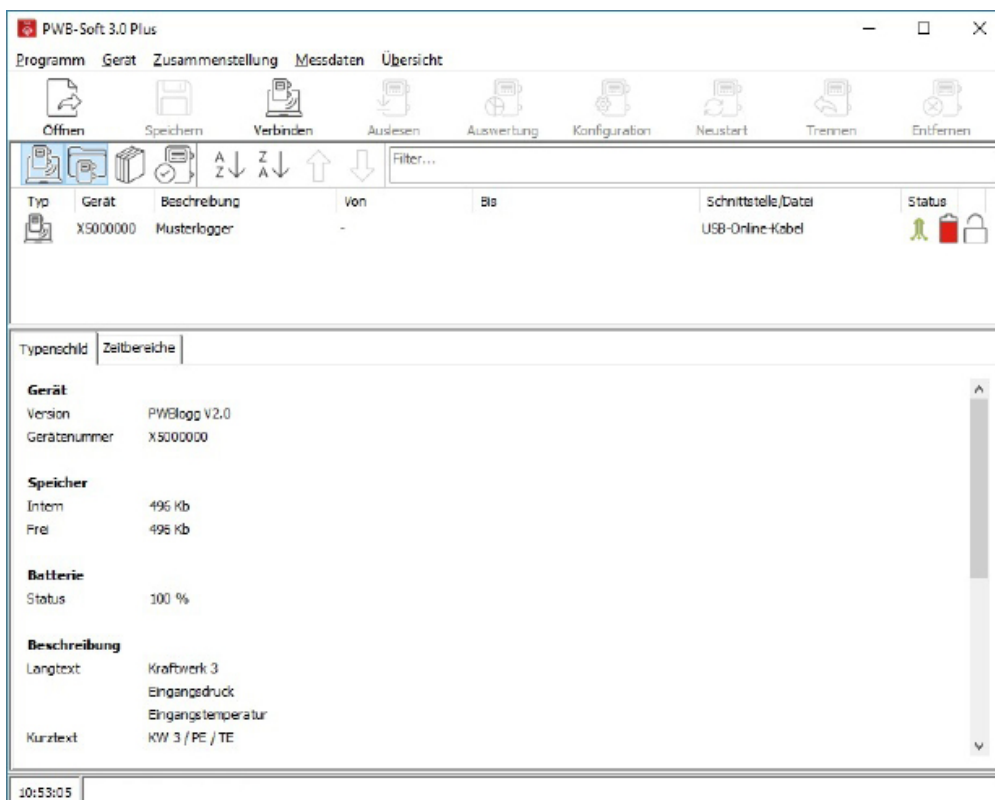 PWB-Soft 3.0 Plus
Programm Gerät Zusammenstellung Messdaten Übersicht
Öffnen Speichern Verbinden Auslesen Auswertung Konfiguration Neustart Trennen Entfernen
A Z Z A Filter...
Typ Gerät Beschreibung Von Bis Schnittstelle/Datei Status
X5000000 Musterlogger - USB-Online-Kabel
Typenschild Zeitbereiche
Gerät
Version PWBlogg V2.0
Gerätenummer X5000000
Speicher
Intern 496 Kb
Frei 496 Kb
Batterie
Status 100 %
Beschreibung
Langtext Kraftwerk 3
Eingangsdruck
Eingangstemperatur
Kurztext KW 3 / PE / TE
10:53:05